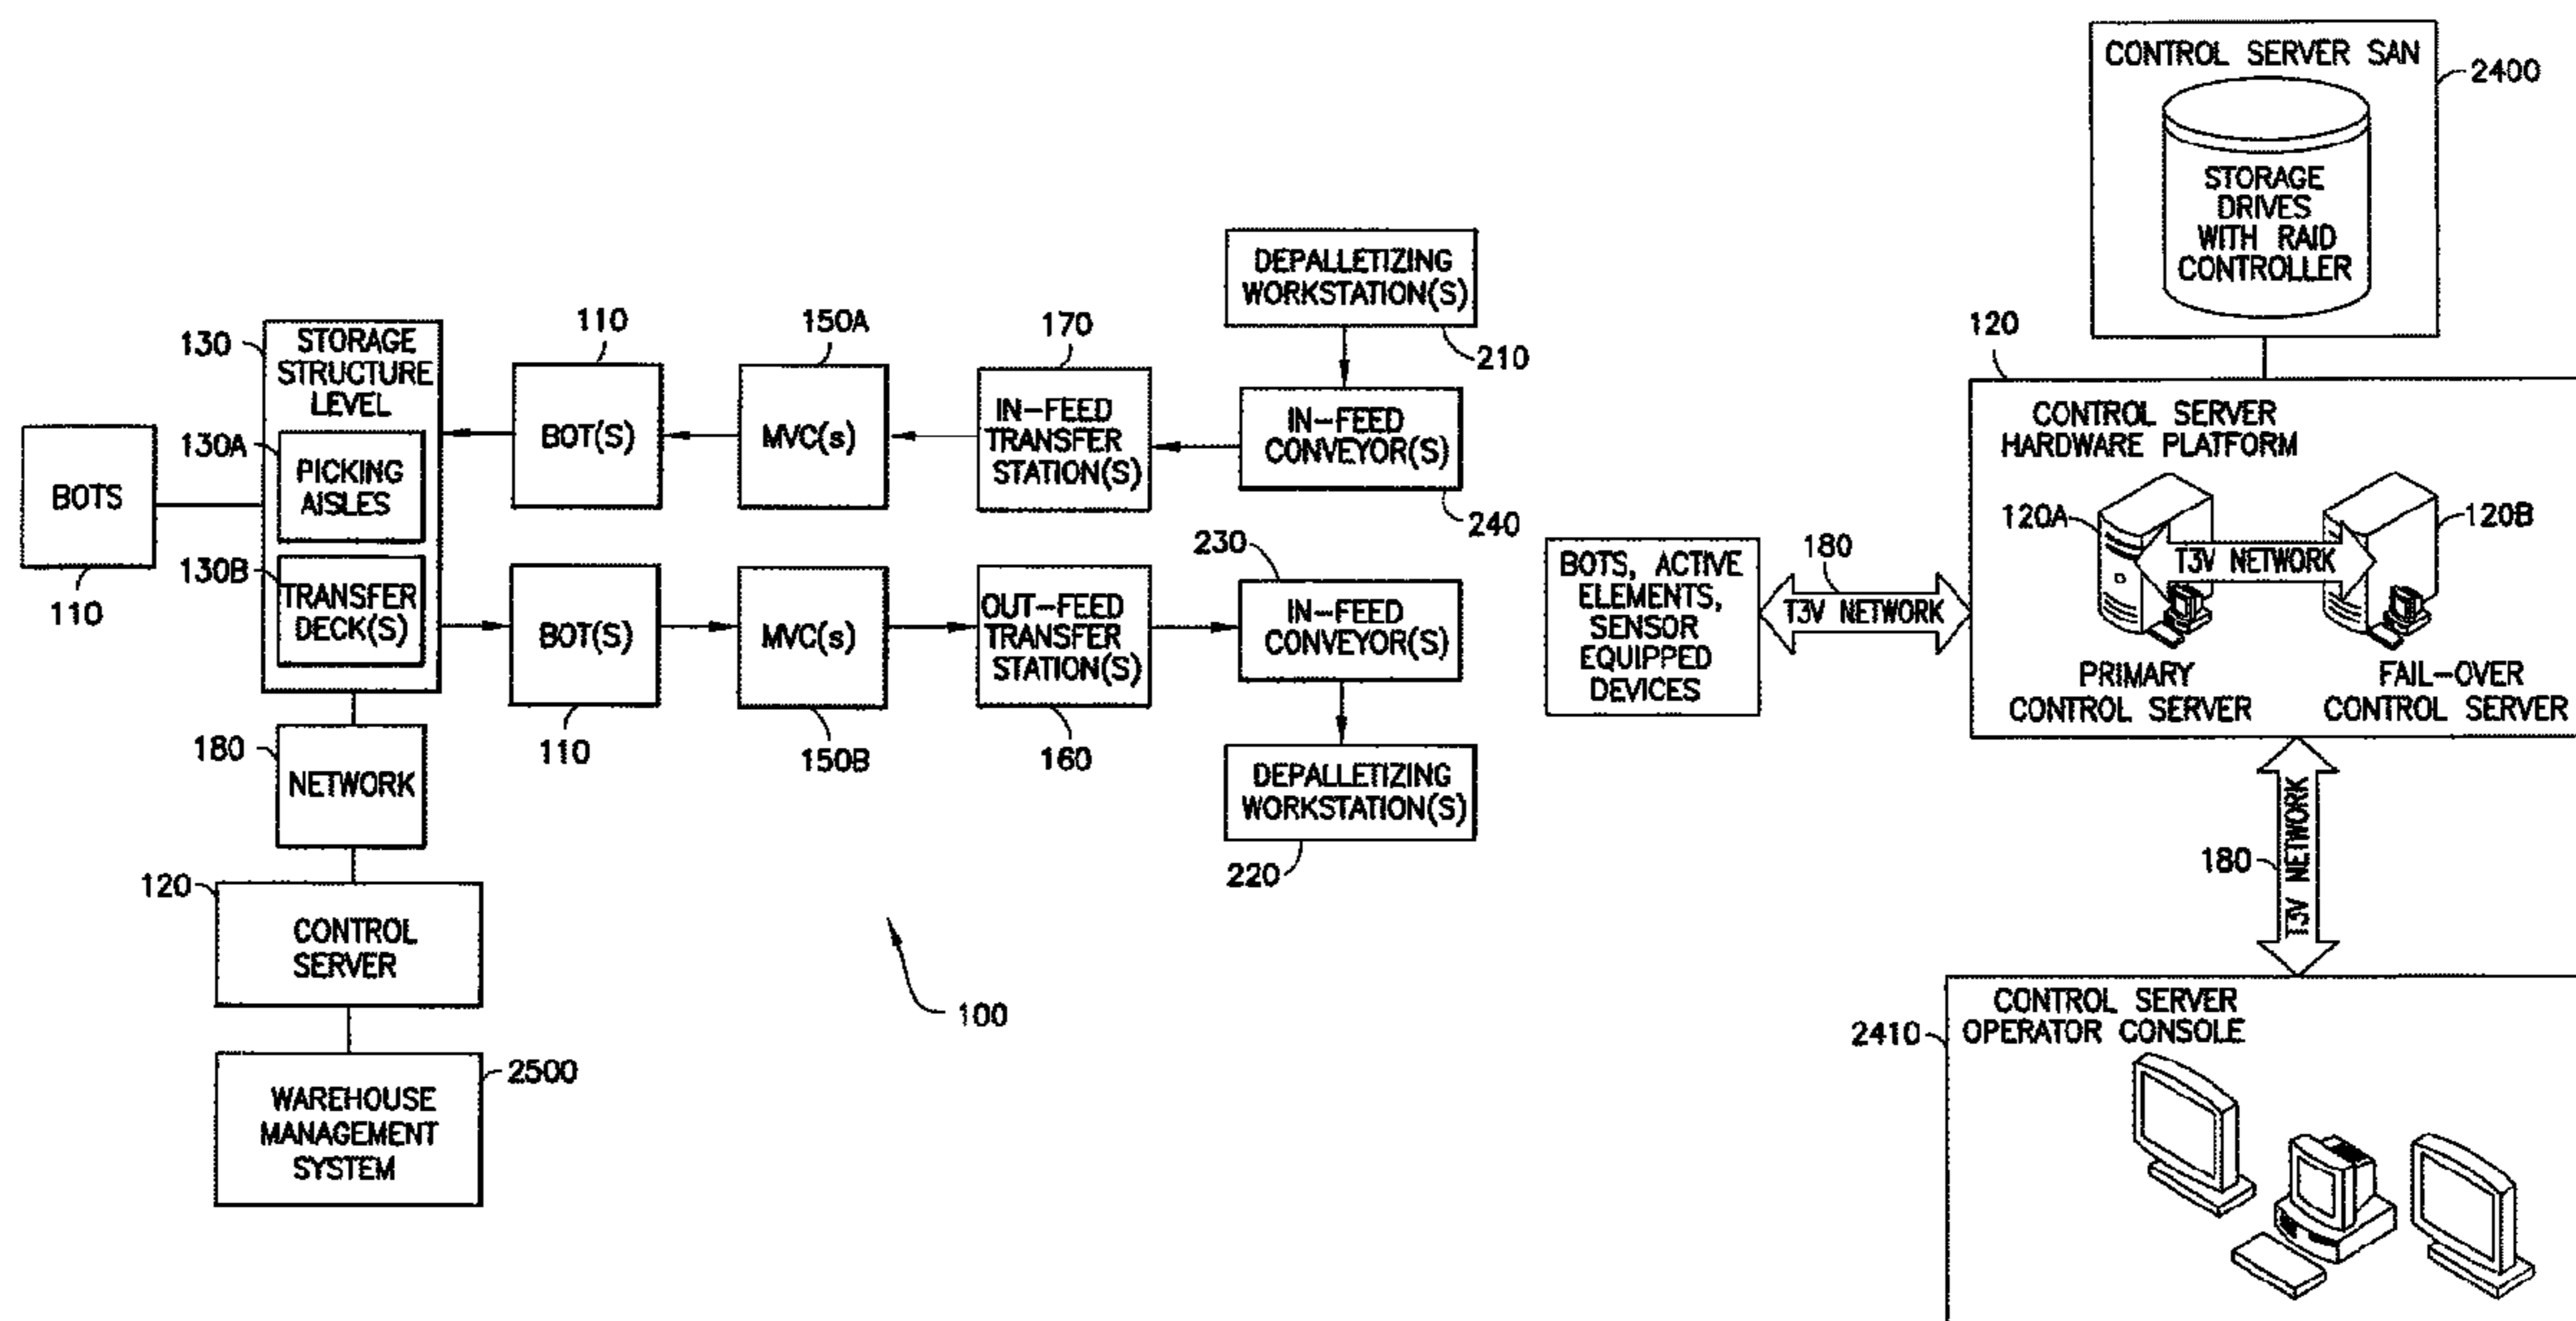 130
STORAGE
STRUCTURE
LEVEL
130A
PICKING
AISLES
130B
TRANSFER
DECK(S)
BOTS
110
110
BOT(S)
150A
MVC(s)
170
IN-FEED
TRANSFER
STATION(S)
DEPALLETIZING
WORKSTATION(S)
210
IN-FEED
CONVEYOR(S)
240
BOT(S)
110
MVC(s)
150B
OUT-FEED
TRANSFER
STATION(S)
160
230
IN-FEED
CONVEYOR(S)
DEPALLETIZING
WORKSTATION(S)
220
180
NETWORK
120
CONTROL
SERVER
2500
WAREHOUSE
MANAGEMENT
SYSTEM
100
CONTROL SERVER SAN
2400
STORAGE
DRIVES
WITH RAID
CONTROLLER
120
CONTROL SERVER
HARDWARE PLATFORM
120A
120B
T3V NETWORK
PRIMARY
CONTROL SERVER
FAIL-OVER
CONTROL SERVER
BOTS, ACTIVE
ELEMENTS,
SENSOR
EQUIPPED
DEVICES
180
T3V NETWORK
180
T3V NETWORK
2410
CONTROL SERVER
OPERATOR CONSOLE